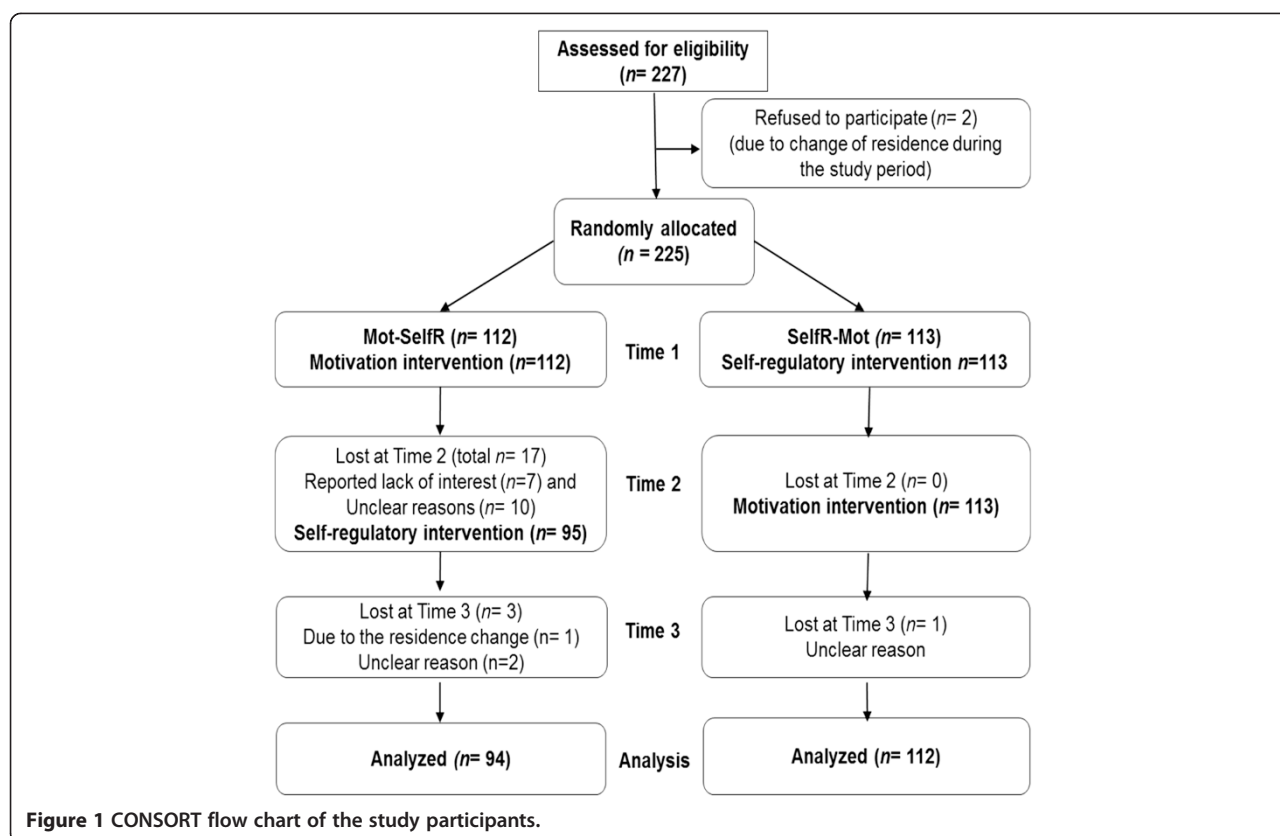 Assessed for eligibility
(n= 227)
Refused to participate (n= 2)
(due to change of residence during
the study period)
Randomly allocated
(n = 225)
Mot-SelfR (n= 112)
Motivation intervention (n=112)
Time 1
SelfR-Mot (n= 113)
Self-regulatory intervention n=113
Lost at Time 2 (total n= 17)
Reported lack of interest (n=7) and
Unclear reasons (n= 10)
Self-regulatory intervention (n= 95)
Time 2
Lost at Time 2 (n= 0)
Motivation intervention (n= 113)
Lost at Time 3 (n= 3)
Due to the residence change (n= 1)
Unclear reason (n=2)
Time 3
Lost at Time 3 (n= 1)
Unclear reason
Analyzed (n= 94)
Analysis
Analyzed (n= 112)
Figure 1 CONSORT flow chart of the study participants.